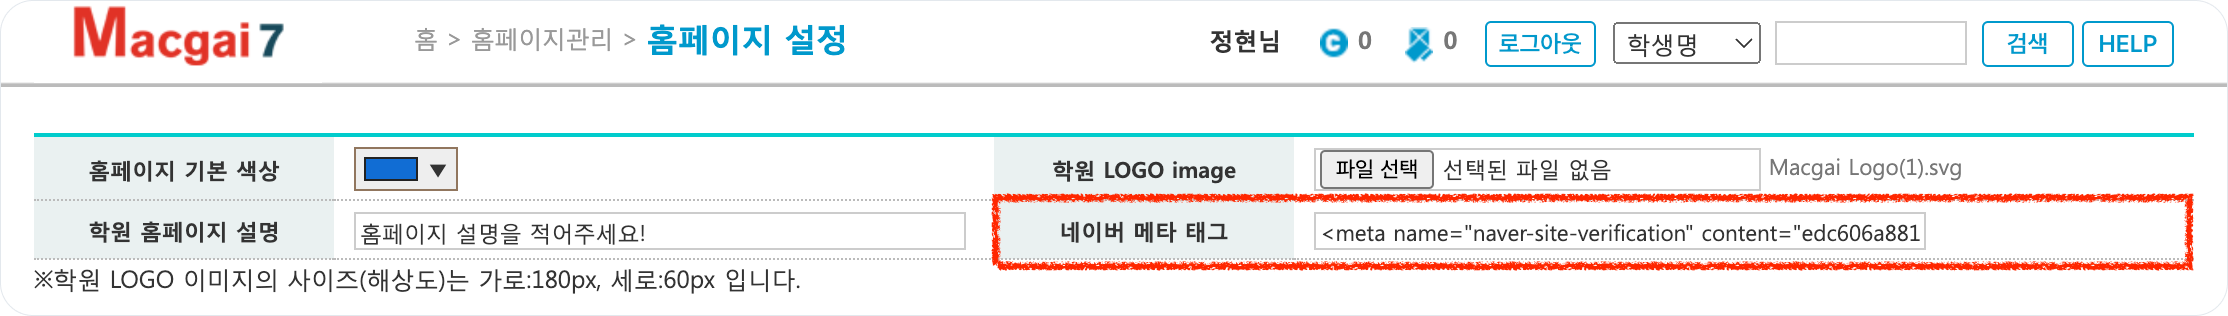 Macgai 7 홈 > 홈페이지관리 > 홈페이지 설정 정현님 0 0 로그아웃 학생명 검색 HELP
홈페이지 기본 색상 학원 LOGO image 파일 선택 선택된 파일 없음 Macgai Logo(1).svg
학원 홈페이지 설명 홈페이지 설명을 적어주세요! 네이버 메타 태그 <meta name="naver-site-verification" content="edc606a881
※학원 LOGO 이미지의 사이즈(해상도)는 가로:180px, 세로:60px 입니다.